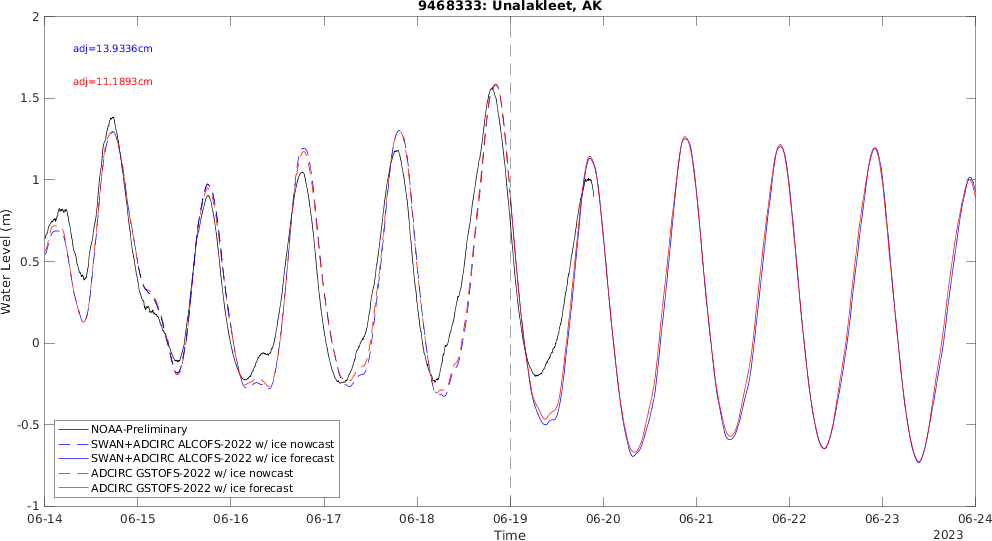 9468333: Unalakleet, AK
adj=13.9336cm
adj=11.1893cm
Water Level (m)
2
1.5
1
0.5
0
-0.5
-1
NOAA-Preliminary
SWAN+ADCIRC ALCOFS-2022 w/ ice nowcast
SWAN+ADCIRC ALCOFS-2022 w/ ice forecast
ADCIRC GSTOFS-2022 w/ ice nowcast
ADCIRC GSTOFS-2022 w/ ice forecast
06-14 06-15 06-16 06-17 06-18 06-19 06-20 06-21 06-22 06-23 06-24
Time
2023